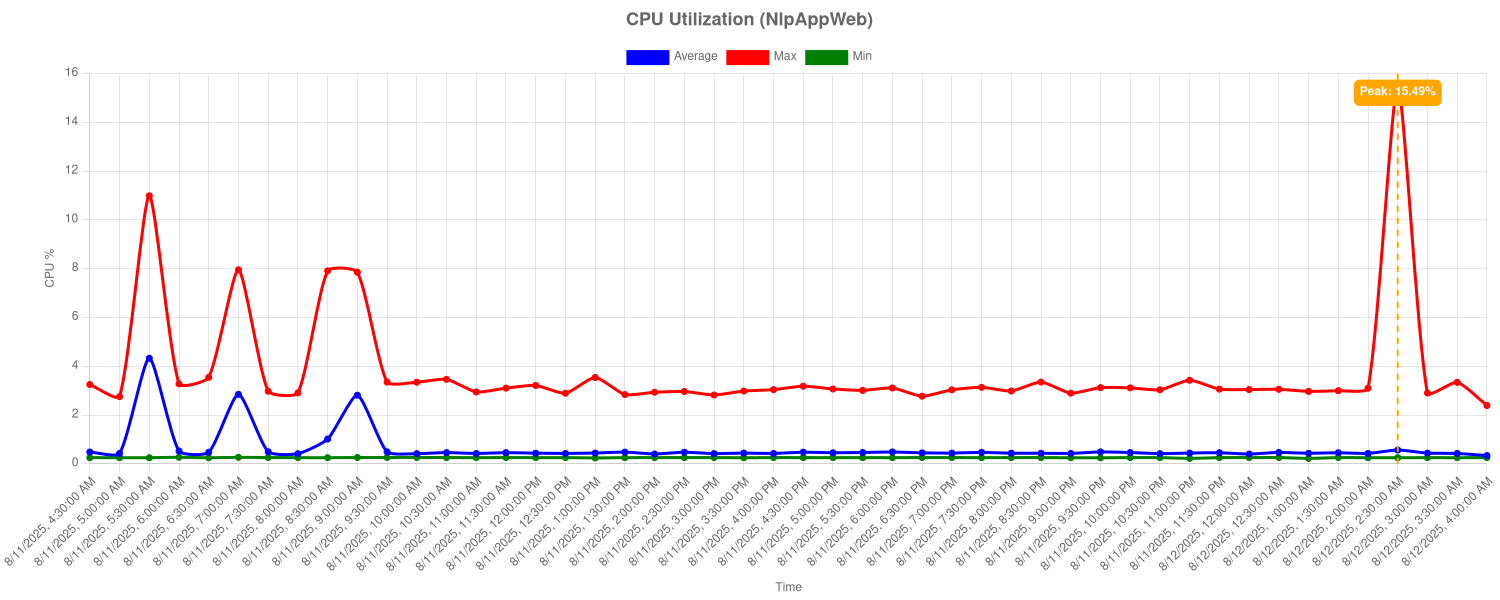 CPU Utilization (NlpAppWeb)
Average Max Min
Peak: 15.49%
16
14
12
10
8
6
4
2
0
CPU %
8/11/2025, 4:30:00 AM
8/11/2025, 5:00:00 AM
8/11/2025, 5:30:00 AM
8/11/2025, 6:00:00 AM
8/11/2025, 6:30:00 AM
8/11/2025, 7:00:00 AM
8/11/2025, 7:30:00 AM
8/11/2025, 8:00:00 AM
8/11/2025, 8:30:00 AM
8/11/2025, 9:00:00 AM
8/11/2025, 9:30:00 AM
8/11/2025, 10:00:00 AM
8/11/2025, 10:30:00 AM
8/11/2025, 11:00:00 AM
8/11/2025, 11:30:00 AM
8/11/2025, 12:00:00 PM
8/11/2025, 12:30:00 PM
8/11/2025, 1:00:00 PM
8/11/2025, 1:30:00 PM
8/11/2025, 2:00:00 PM
8/11/2025, 2:30:00 PM
8/11/2025, 3:00:00 PM
8/11/2025, 3:30:00 PM
8/11/2025, 4:00:00 PM
8/11/2025, 4:30:00 PM
8/11/2025, 5:00:00 PM
8/11/2025, 5:30:00 PM
8/11/2025, 6:00:00 PM
8/11/2025, 6:30:00 PM
8/11/2025, 7:00:00 PM
8/11/2025, 7:30:00 PM
8/11/2025, 8:00:00 PM
8/11/2025, 8:30:00 PM
8/11/2025, 9:00:00 PM
8/11/2025, 9:30:00 PM
8/11/2025, 10:00:00 PM
8/11/2025, 10:30:00 PM
8/11/2025, 11:00:00 PM
8/11/2025, 11:30:00 PM
8/12/2025, 12:00:00 AM
8/12/2025, 12:30:00 AM
8/12/2025, 1:00:00 AM
8/12/2025, 1:30:00 AM
8/12/2025, 2:00:00 AM
8/12/2025, 2:30:00 AM
8/12/2025, 3:00:00 AM
8/12/2025, 3:30:00 AM
8/12/2025, 4:00:00 AM
Time